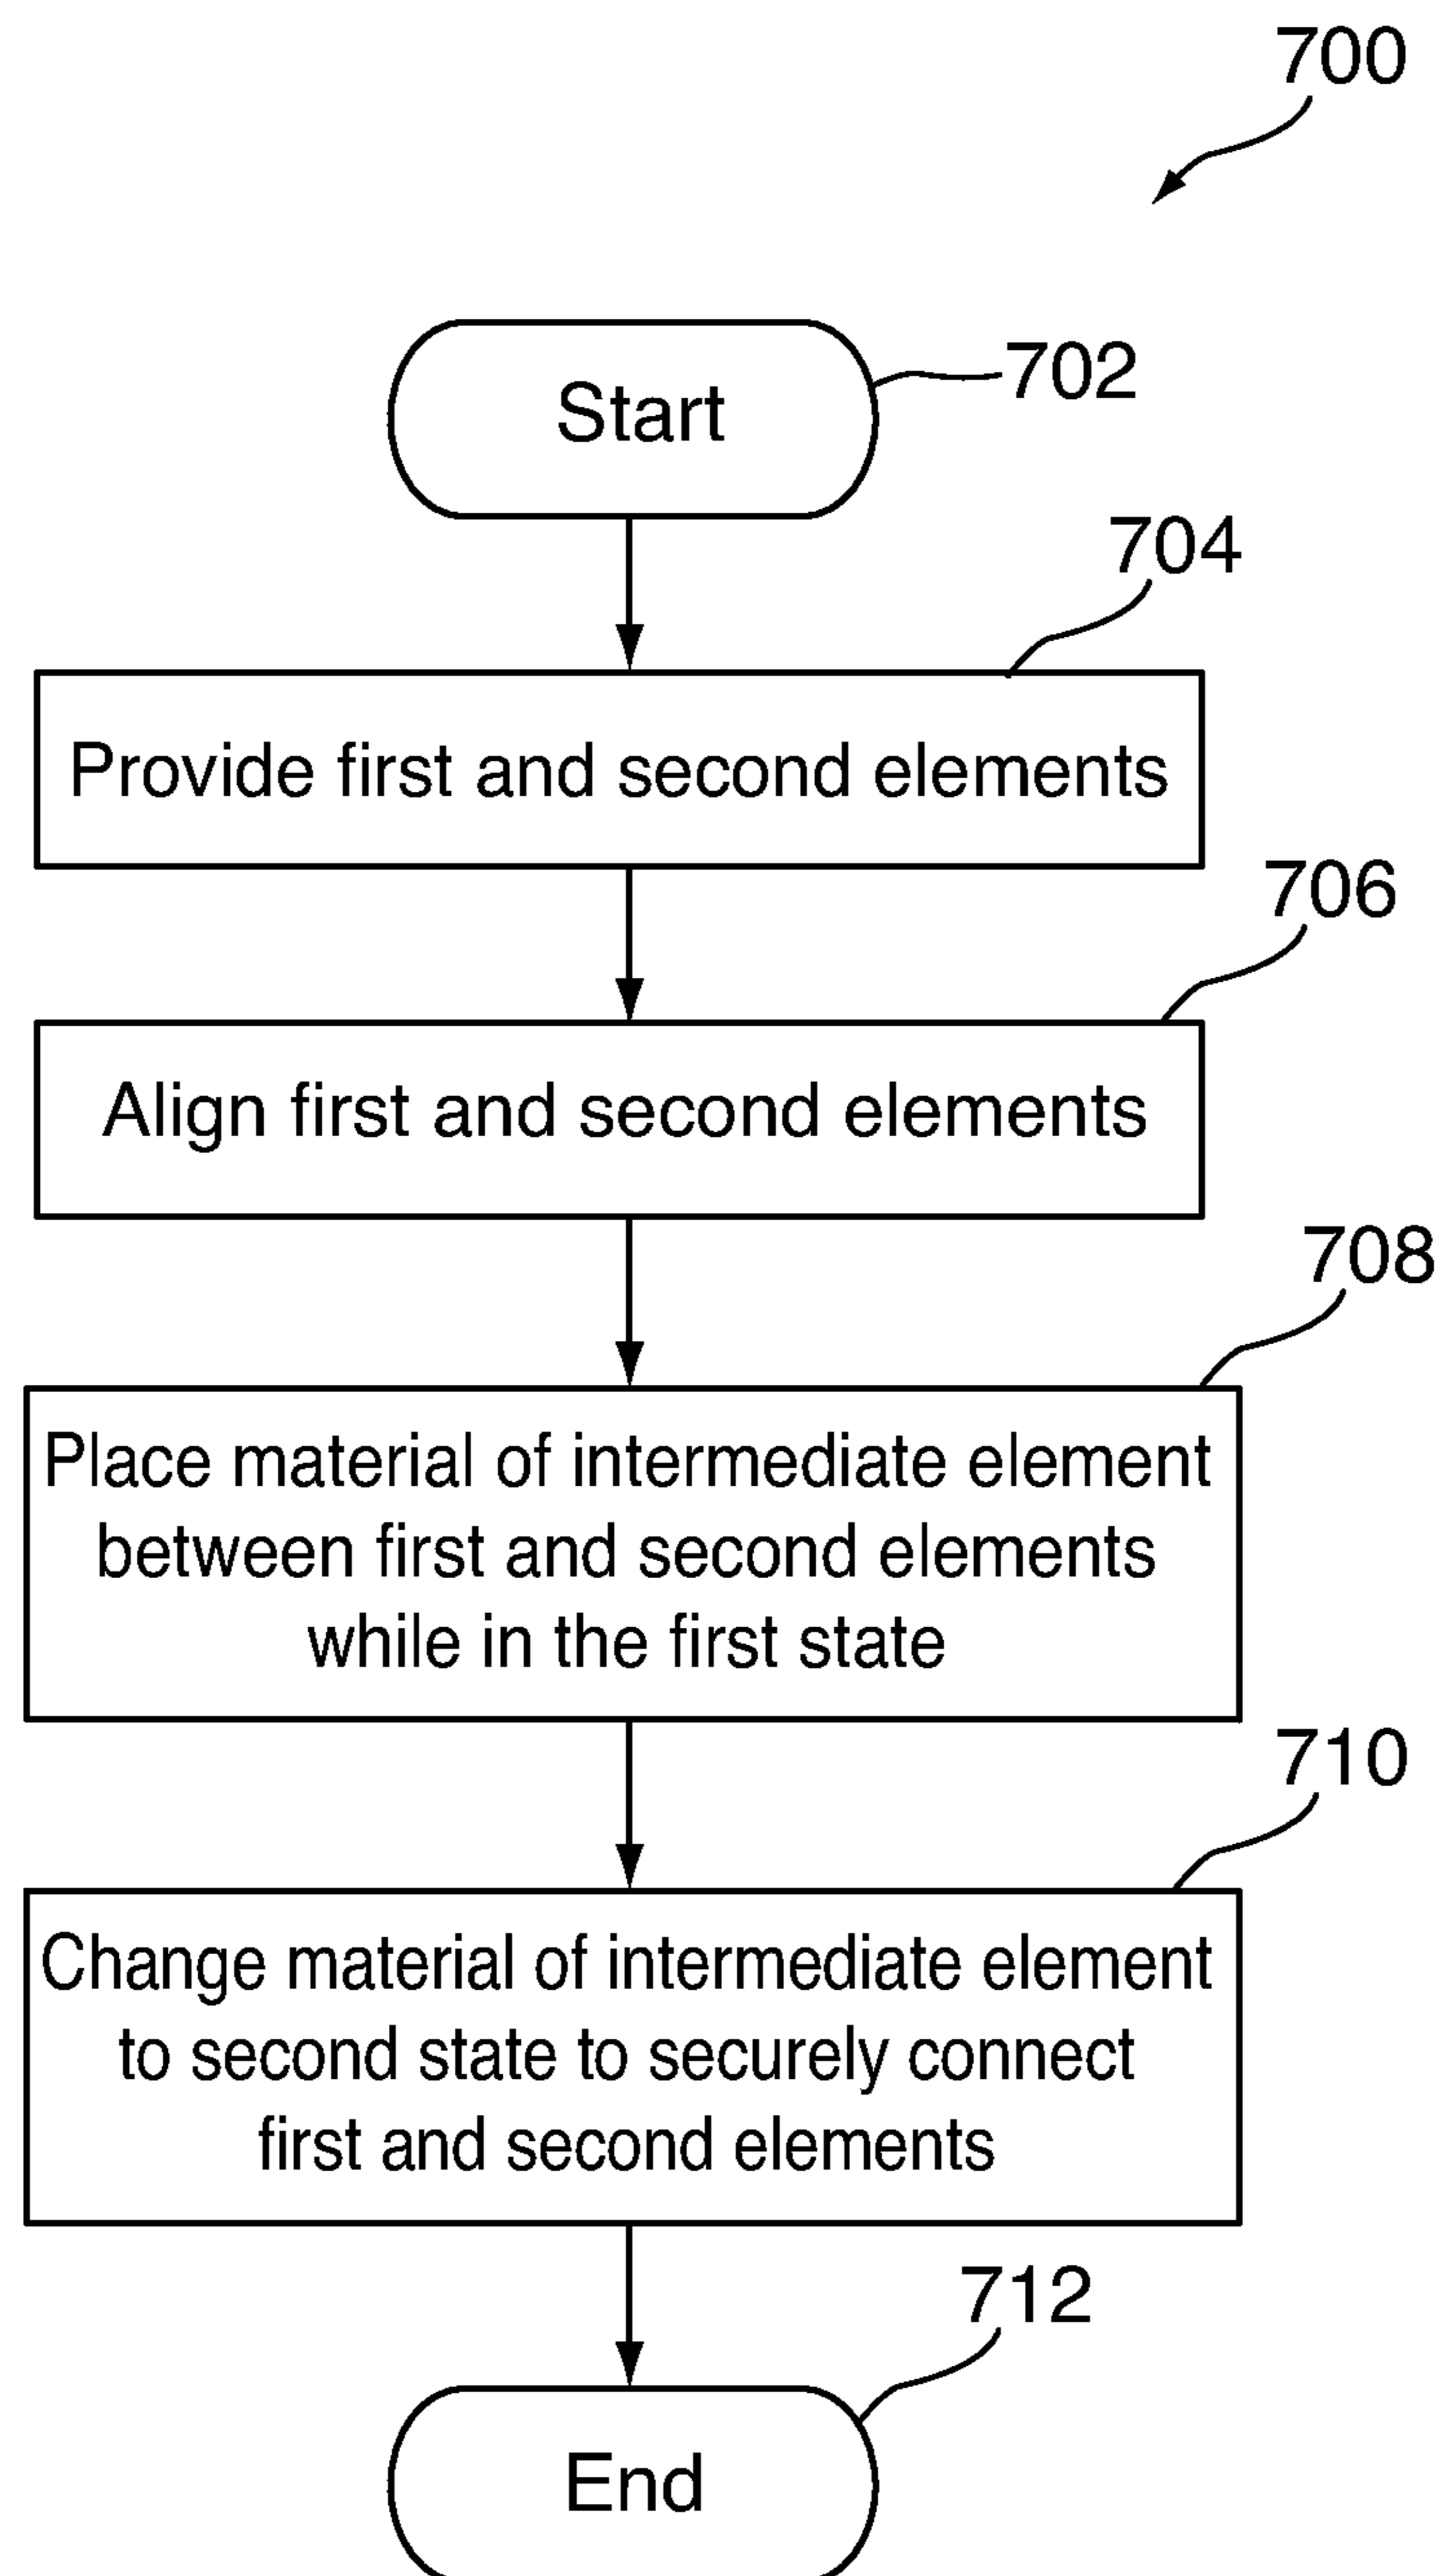 700
Start
702
704
Provide first and second elements
706
Align first and second elements
708
Place material of intermediate element
between first and second elements
while in the first state
710
Change material of intermediate element
to second state to securely connect
first and second elements
712
End